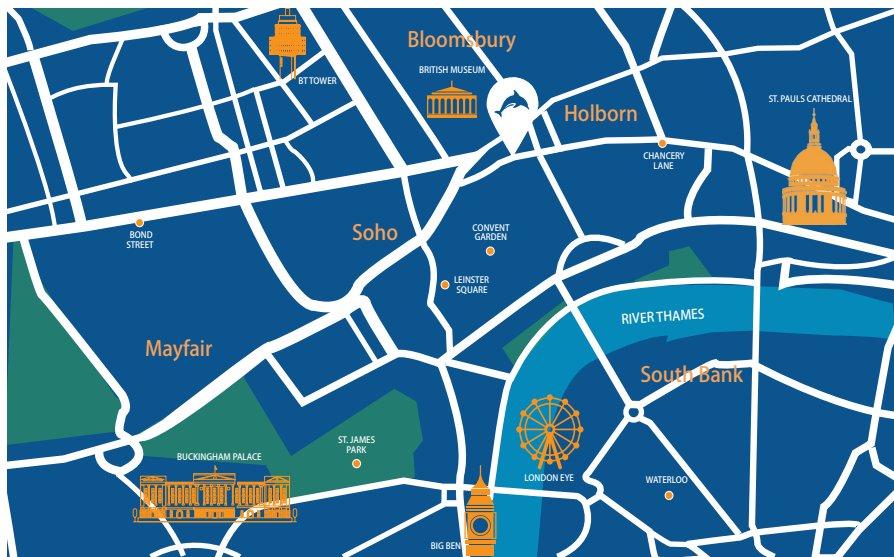 Bloomsbury
BRITISH MUSEUM
BT TOWER
Holborn
ST. PAULS CATHEDRAL
CHANCERY
LANE
BOND
STREET
Soho
CONVENT
GARDEN
LEINSTER
SQUARE
RIVER THAMES
Mayfair
South Bank
ST. JAMES
PARK
BUCKINGHAM PALACE
LONDON EYE
WATERLOO
BIG BEN